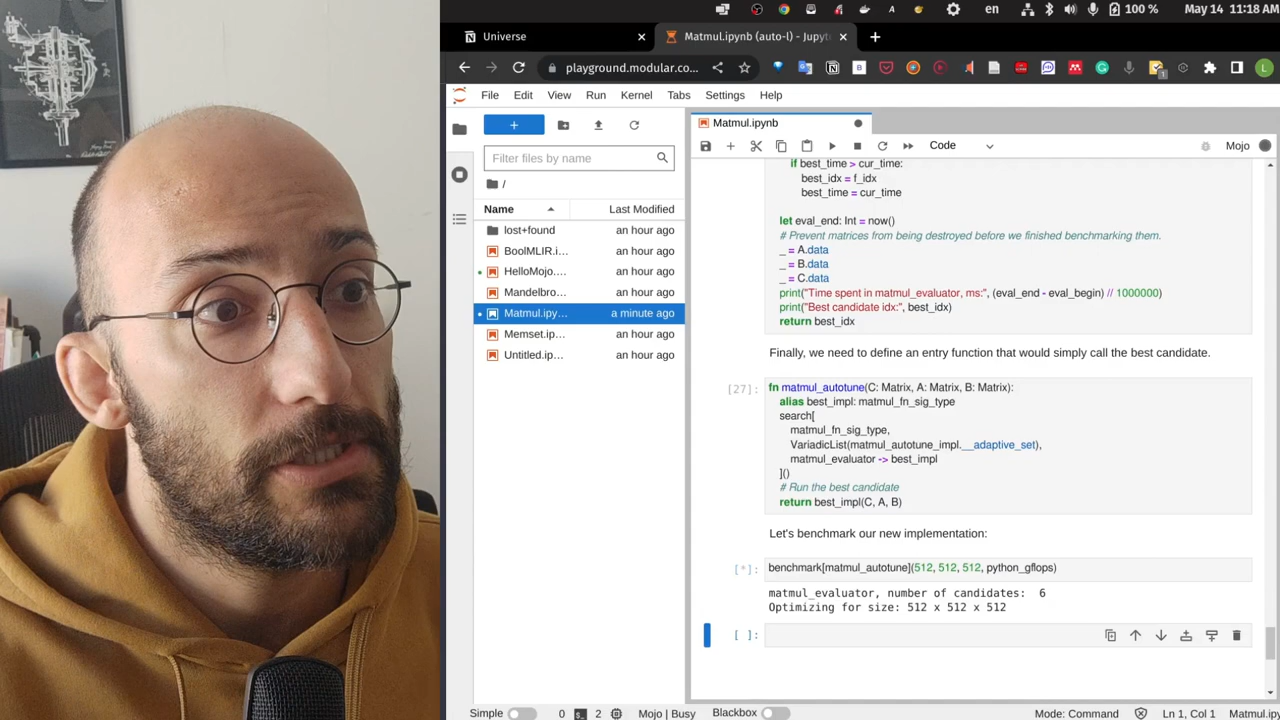 en
100 %
May 14 11:18 AM
Universe
Matmul.ipynb (auto-l) - Jupyt
playground.modular.co...
File Edit View Run Kernel Tabs Settings Help
+
Filter files by name
/
Name Last Modified
lost+found an hour ago
BoolMLIR.i... an hour ago
HelloMojo.... an hour ago
Mandelbro... an hour ago
Matmul.ipy... a minute ago
Memset.ip... an hour ago
Untitled.ip... an hour ago
Matmul.ipynb
Code
Mojo
if best_time > cur_time:
best_idx = f_idx
best_time = cur_time
let eval_end: Int = now()
# Prevent matrices from being destroyed before we finished benchmarking them.
_ = A.data
_ = B.data
_ = C.data
print("Time spent in matmul_evaluator, ms:", (eval_end - eval_begin) // 1000000)
print("Best candidate idx:", best_idx)
return best_idx
Finally, we need to define an entry function that would simply call the best candidate.
[27]:
fn matmul_autotune(C: Matrix, A: Matrix, B: Matrix):
alias best_impl: matmul_fn_sig_type
search[
matmul_fn_sig_type,
VariadicList(matmul_autotune_impl.__adaptive_set),
matmul_evaluator -> best_impl
]()
# Run the best candidate
return best_impl(C, A, B)
Let's benchmark our new implementation:
[*]:
benchmark[matmul_autotune](512, 512, 512, python_gflops)
matmul_evaluator, number of candidates: 6
Optimizing for size: 512 x 512 x 512
[ ]:
Simple 0 2 Mojo | Busy Blackbox Mode: Command Ln 1, Col 1 Matmul.ip